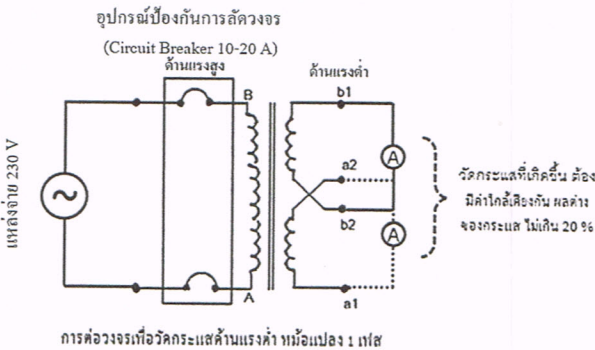 อุปกรณ์ป้องกันการลัดวงจร
(Circuit Breaker 10-20 A)
ด้านแรงสูง
ด้านแรงต่ำ
B
b1
A
a2
วัดกระแสที่เกิดขึ้น ต้อง
มีค่าใกล้เคียงกัน ผลต่าง
ของกระแส ไม่เกิน 20 %
แหล่งจ่าย 230 V
b2
A
A
a1
การต่อวงจรเพื่อวัดกระแสด้านแรงต่ำ หม้อแปลง 1 เฟส